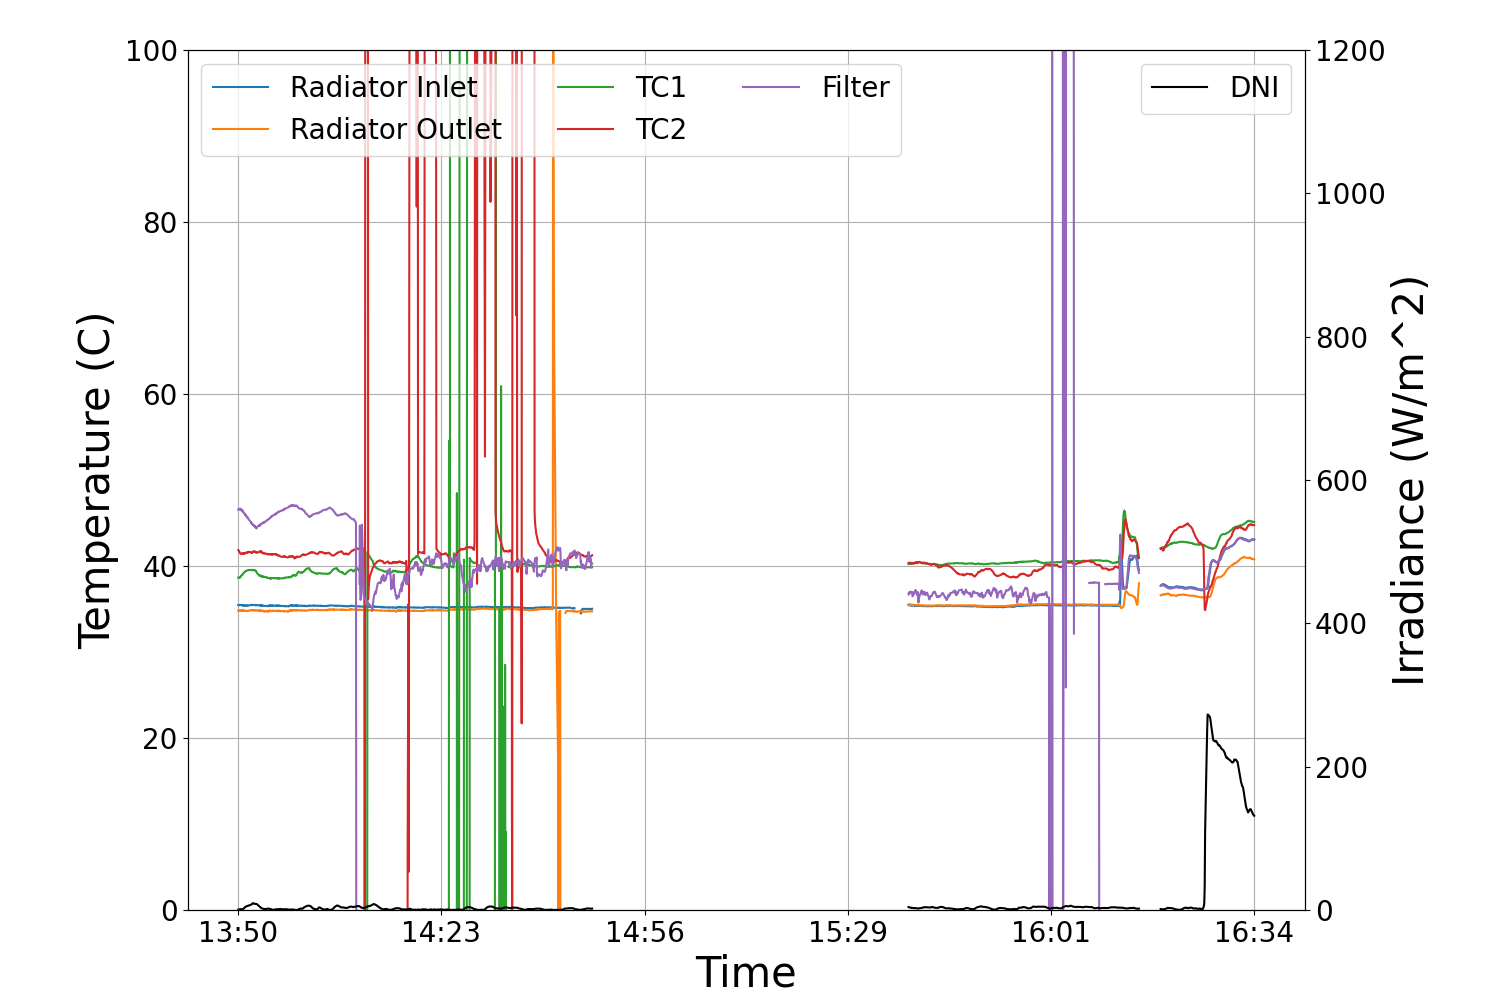 100
80
60
40
20
0
Temperature (C)
Radiator Inlet
Radiator Outlet
TC1
TC2
Filter
DNI
1200
1000
800
600
400
200
0
Irradiance (W/m^2)
13:50 14:23 14:56 15:29 16:01 16:34
Time